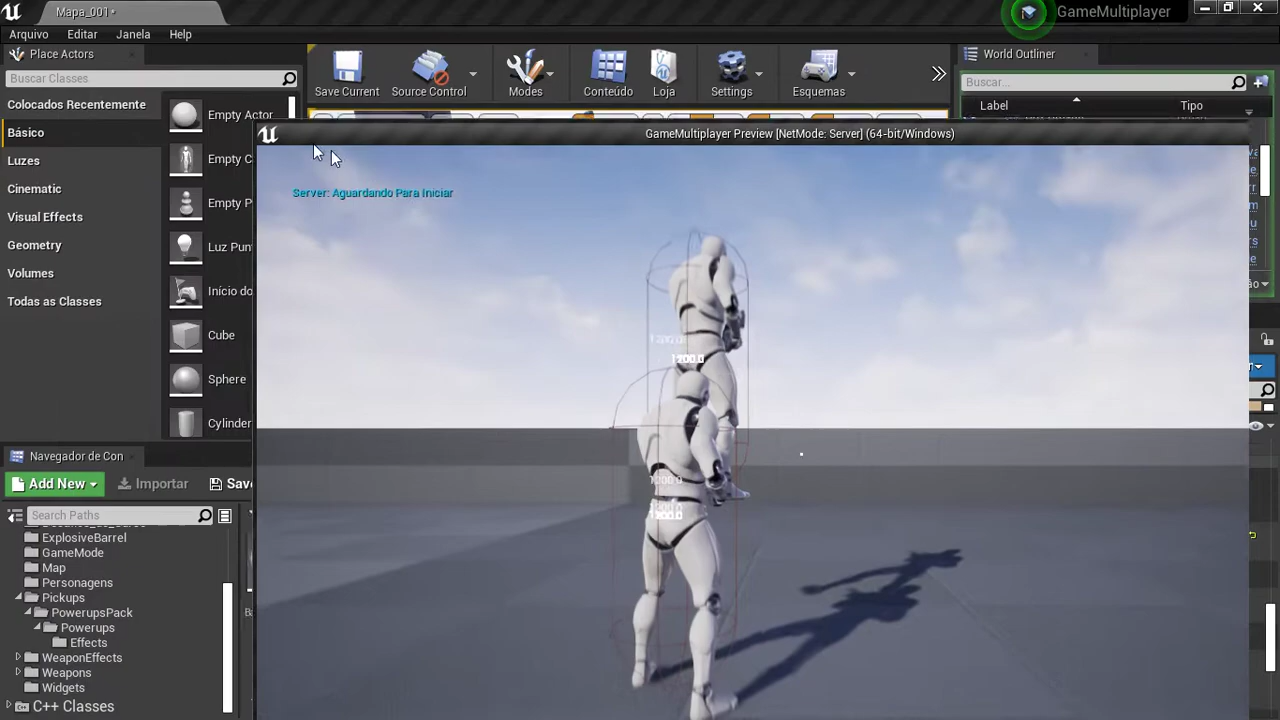 Mapa_001*
GameMultiplayer
Arquivo
Editar
Janela
Help
Place Actors
World Outliner
Buscar Classes
Save Current
Source Control
Modes
Conteúdo
Loja
Settings
Esquemas
Buscar...
Label
Tipo
Colocados Recentemente
Básico
Luzes
Cinematic
Visual Effects
Geometry
Volumes
Todas as Classes
Empty Actor
Empty C
Empty P
Luz Pun
Início do
Cube
Sphere
Cylinder
GameMultiplayer Preview [NetMode: Server] (64-bit/Windows)
Server: Aguardando Para Iniciar
1200.0
Navegador de Con
Add New
Importar
Save
Search Paths
ExplosiveBarrel
GameMode
Map
Personagens
Pickups
PowerupsPack
Powerups
Effects
WeaponEffects
Weapons
Widgets
C++ Classes